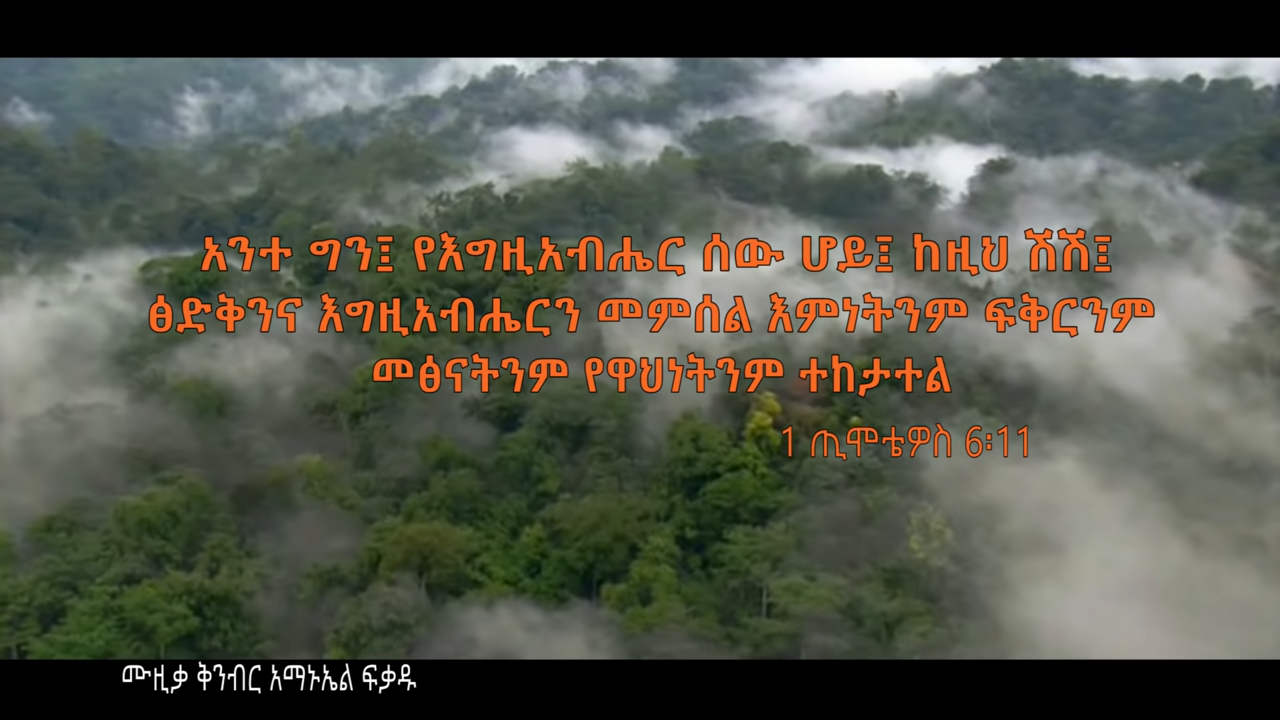 አንተ ግን፤ የእግዚአብሔር ሰው ሆይ፤ ከዚህ ሽሽ፤
ፅድቅንና እግዚአብሔርን መምሰል እምነትንም ፍቅርንም
መፅናትንም የዋህነትንም ተከታተል
1 ጢሞቴዎስ 6፡11
ሙዚቃ ቅንብር አማኑኤል ፍቃዱ